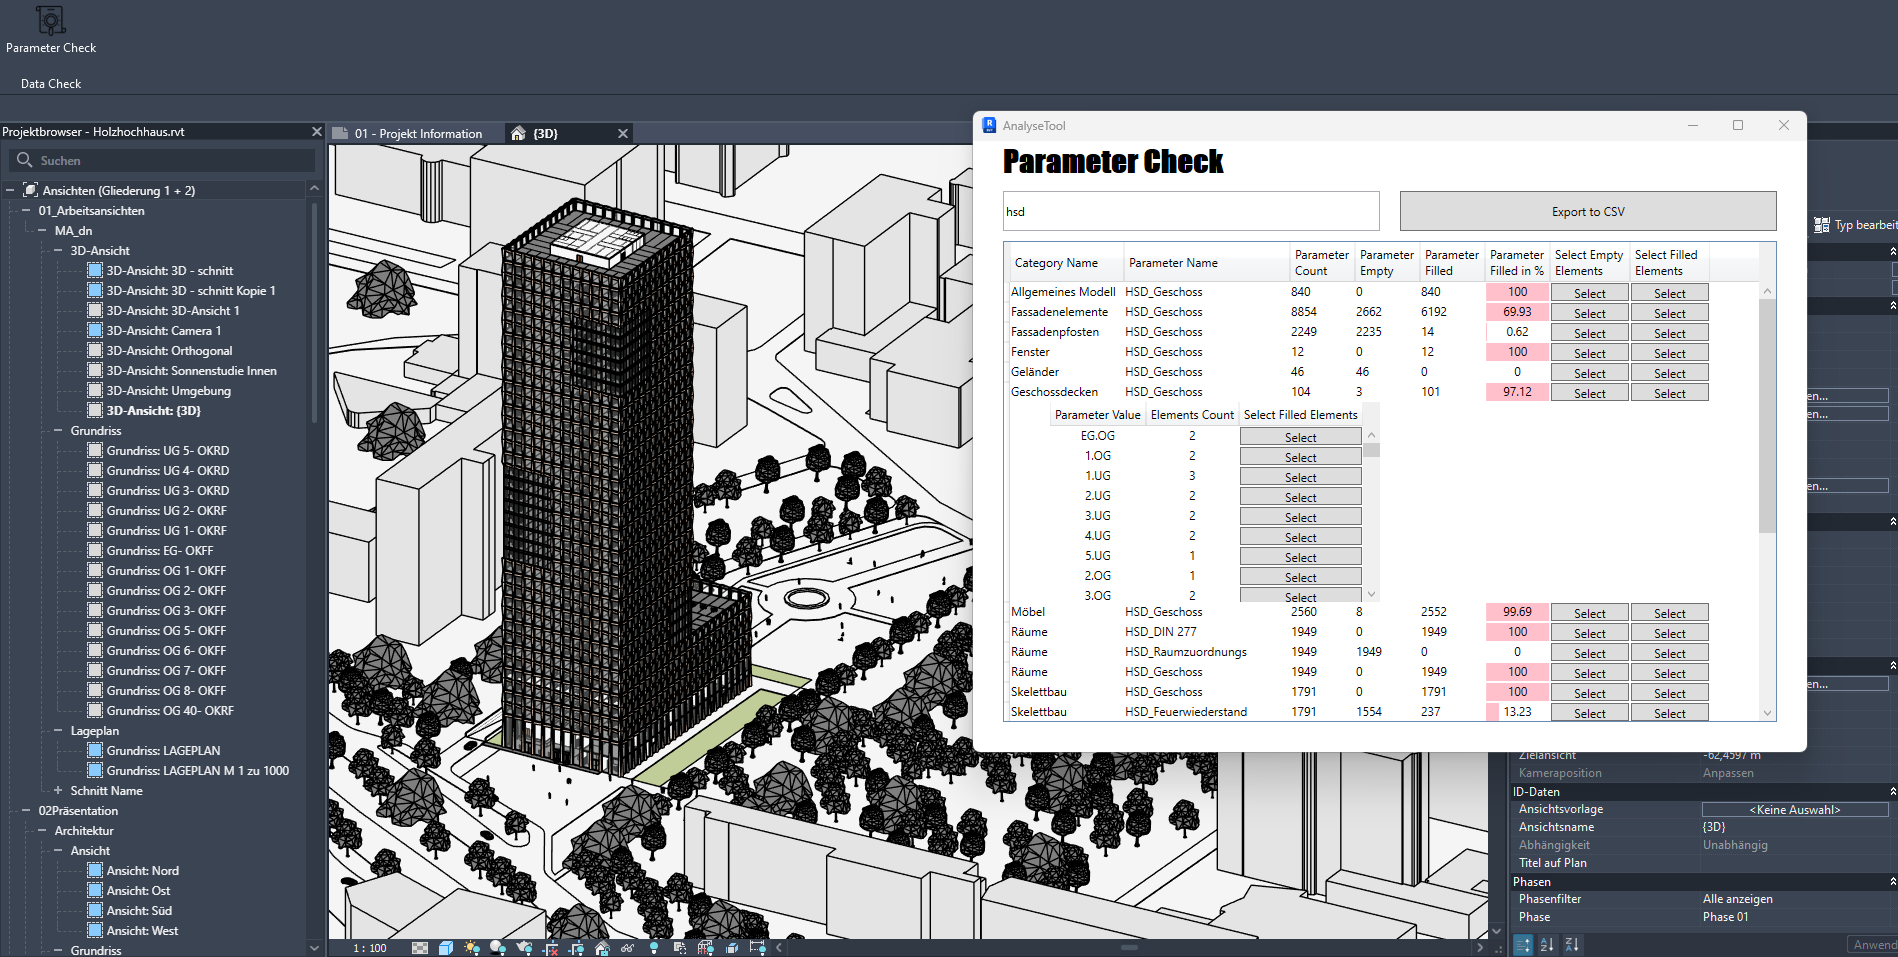 Parameter Check
Data Check
Projektbrowser - Holzhochhaus.rvt
Suchen
Ansichten (Gliederung 1 + 2)
01_Arbeitsansichten
MA_dn
3D-Ansicht
3D-Ansicht: 3D - schnitt
3D-Ansicht: 3D - schnitt Kopie 1
3D-Ansicht: 3D-Ansicht 1
3D-Ansicht: Camera 1
3D-Ansicht: Orthogonal
3D-Ansicht: Sonnenstudie Innen
3D-Ansicht: Umgebung
3D-Ansicht: {3D}
Grundriss
Grundriss: UG 5- OKRD
Grundriss: UG 4- OKRD
Grundriss: UG 3- OKRD
Grundriss: UG 2- OKRF
Grundriss: UG 1- OKRF
Grundriss: EG- OKFF
Grundriss: OG 1- OKFF
Grundriss: OG 2- OKFF
Grundriss: OG 3- OKFF
Grundriss: OG 5- OKFF
Grundriss: OG 6- OKFF
Grundriss: OG 7- OKFF
Grundriss: OG 8- OKFF
Grundriss: OG 40- OKRF
Lageplan
Grundriss: LAGEPLAN
Grundriss: LAGEPLAN M 1 zu 1000
Schnitt Name
02Präsentation
Architektur
Ansicht
Ansicht: Nord
Ansicht: Ost
Ansicht: Süd
Ansicht: West
Grundriss
01 - Projekt Information
{3D}
1 : 100
AnalyseTool
Parameter Check
hsd
Export to CSV
Category Name Parameter Name Parameter Count Parameter Empty Parameter Filled Parameter Filled in % Select Empty Elements Select Filled Elements
Allgemeines Modell HSD_Geschoss 840 0 840 100 Select Select
Fassadenelemente HSD_Geschoss 8854 2662 6192 69.93 Select Select
Fassadenpfosten HSD_Geschoss 2249 2235 14 0.62 Select Select
Fenster HSD_Geschoss 12 0 12 100 Select Select
Geländer HSD_Geschoss 46 46 0 0 Select Select
Geschossdecken HSD_Geschoss 104 3 101 97.12 Select Select
Parameter Value Elements Count Select Filled Elements
EG.OG 2 Select
1.OG 2 Select
1.UG 3 Select
2.UG 2 Select
3.UG 2 Select
4.UG 2 Select
5.UG 1 Select
2.OG 1 Select
3.OG 2 Select
Möbel HSD_Geschoss 2560 8 2552 99.69 Select Select
Räume HSD_DIN 277 1949 0 1949 100 Select Select
Räume HSD_Raumzuordnungs 1949 1949 0 0 Select Select
Räume HSD_Geschoss 1949 0 1949 100 Select Select
Skelettbau HSD_Geschoss 1791 0 1791 100 Select Select
Skelettbau HSD_Feuerwiederstand 1791 1554 237 13.23 Select Select
Typ bearbeit
en...
en...
en...
en...
Zielansicht -62,4597 m
Kameraposition Anpassen
ID-Daten
Ansichtsvorlage <Keine Auswahl>
Ansichtsname {3D}
Abhängigkeit Unabhängig
Titel auf Plan
Phasen
Phasenfilter Alle anzeigen
Phase Phase 01
Anwend